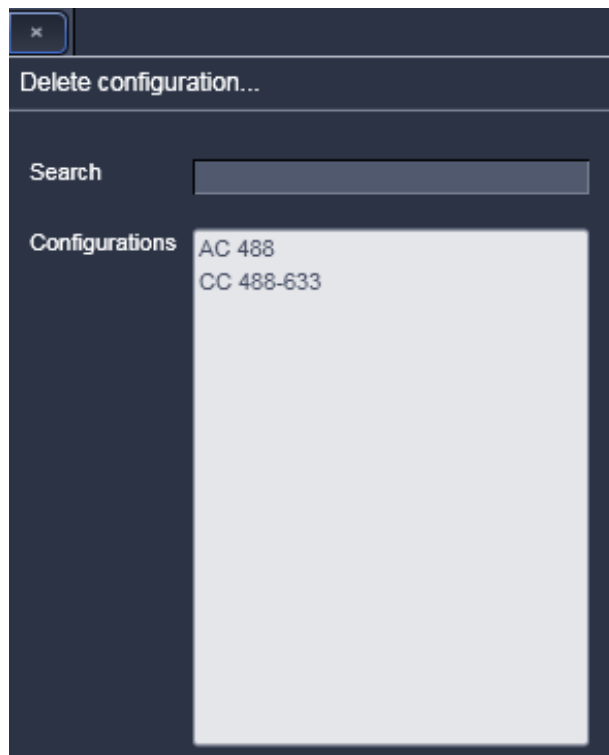 ×
Delete configuration...
Search
Configurations
AC 488
CC 488-633